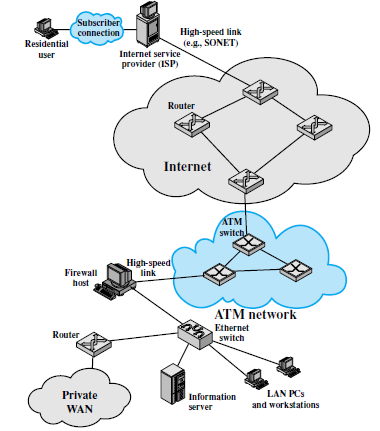 Subscriber
connection
Residential
user
High-speed link
(e.g., SONET)
Internet service
provider (ISP)
Router
Internet
ATM
switch
High-speed
link
Firewall
host
ATM network
Ethernet
switch
Router
Private
WAN
Information
server
LAN PCs
and workstations